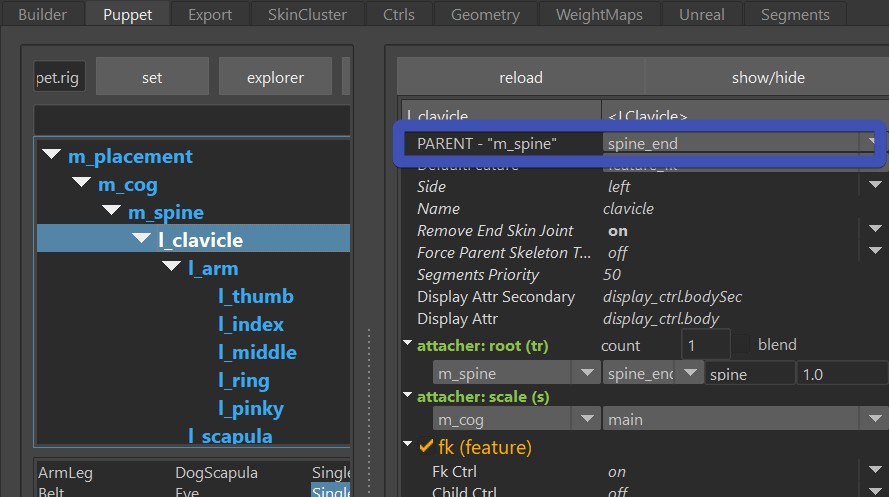 Builder Puppet Export SkinCluster Ctrls Geometry WeightMaps Unreal Segments
pet.rig set explorer
m_placement
m_cog
m_spine
l_clavicle
l_arm
l_thumb
l_index
l_middle
l_ring
l_pinky
l_scapula
ArmLeg DogScapula Single
Belt Eye Single
reload show/hide
l_clavicle <LClavicle>
PARENT - "m_spine" spine_end
DefaultFeature feature_fk
Side left
Name clavicle
Remove End Skin Joint on
Force Parent Skeleton T... off
Segments Priority 50
Display Attr Secondary display_ctrl.bodySec
Display Attr display_ctrl.body
attacher: root (tr) count 1 blend
m_spine spine_end spine 1.0
attacher: scale (s)
m_cog main
fk (feature)
Fk Ctrl on
Child Ctrl off